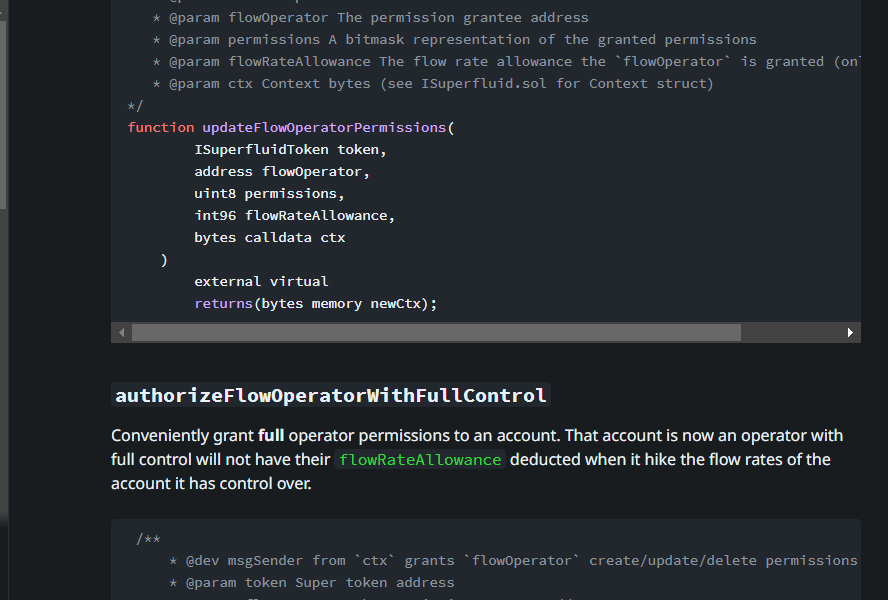 * @param flowOperator The permission grantee address
* @param permissions A bitmask representation of the granted permissions
* @param flowRateAllowance The flow rate allowance the `flowOperator` is granted (onl
* @param ctx Context bytes (see ISuperfluid.sol for Context struct)
*/
function updateFlowOperatorPermissions(
ISuperfluidToken token,
address flowOperator,
uint8 permissions,
int96 flowRateAllowance,
bytes calldata ctx
)
external virtual
returns(bytes memory newCtx);
authorizeFlowOperatorWithFullControl
Conveniently grant full operator permissions to an account. That account is now an operator with
full control will not have their flowRateAllowance deducted when it hike the flow rates of the
account it has control over.
/**
* @dev msgSender from `ctx` grants `flowOperator` create/update/delete permissions
* @param token Super token address